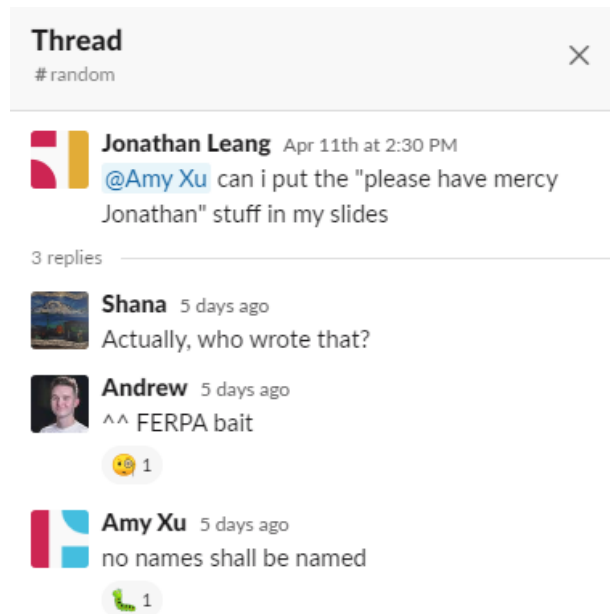 Thread
# random
Jonathan Leang Apr 11th at 2:30 PM
@Amy Xu can i put the "please have mercy
Jonathan" stuff in my slides
3 replies
Shana 5 days ago
Actually, who wrote that?
Andrew 5 days ago
^^ FERPA bait
1
Amy Xu 5 days ago
no names shall be named
1